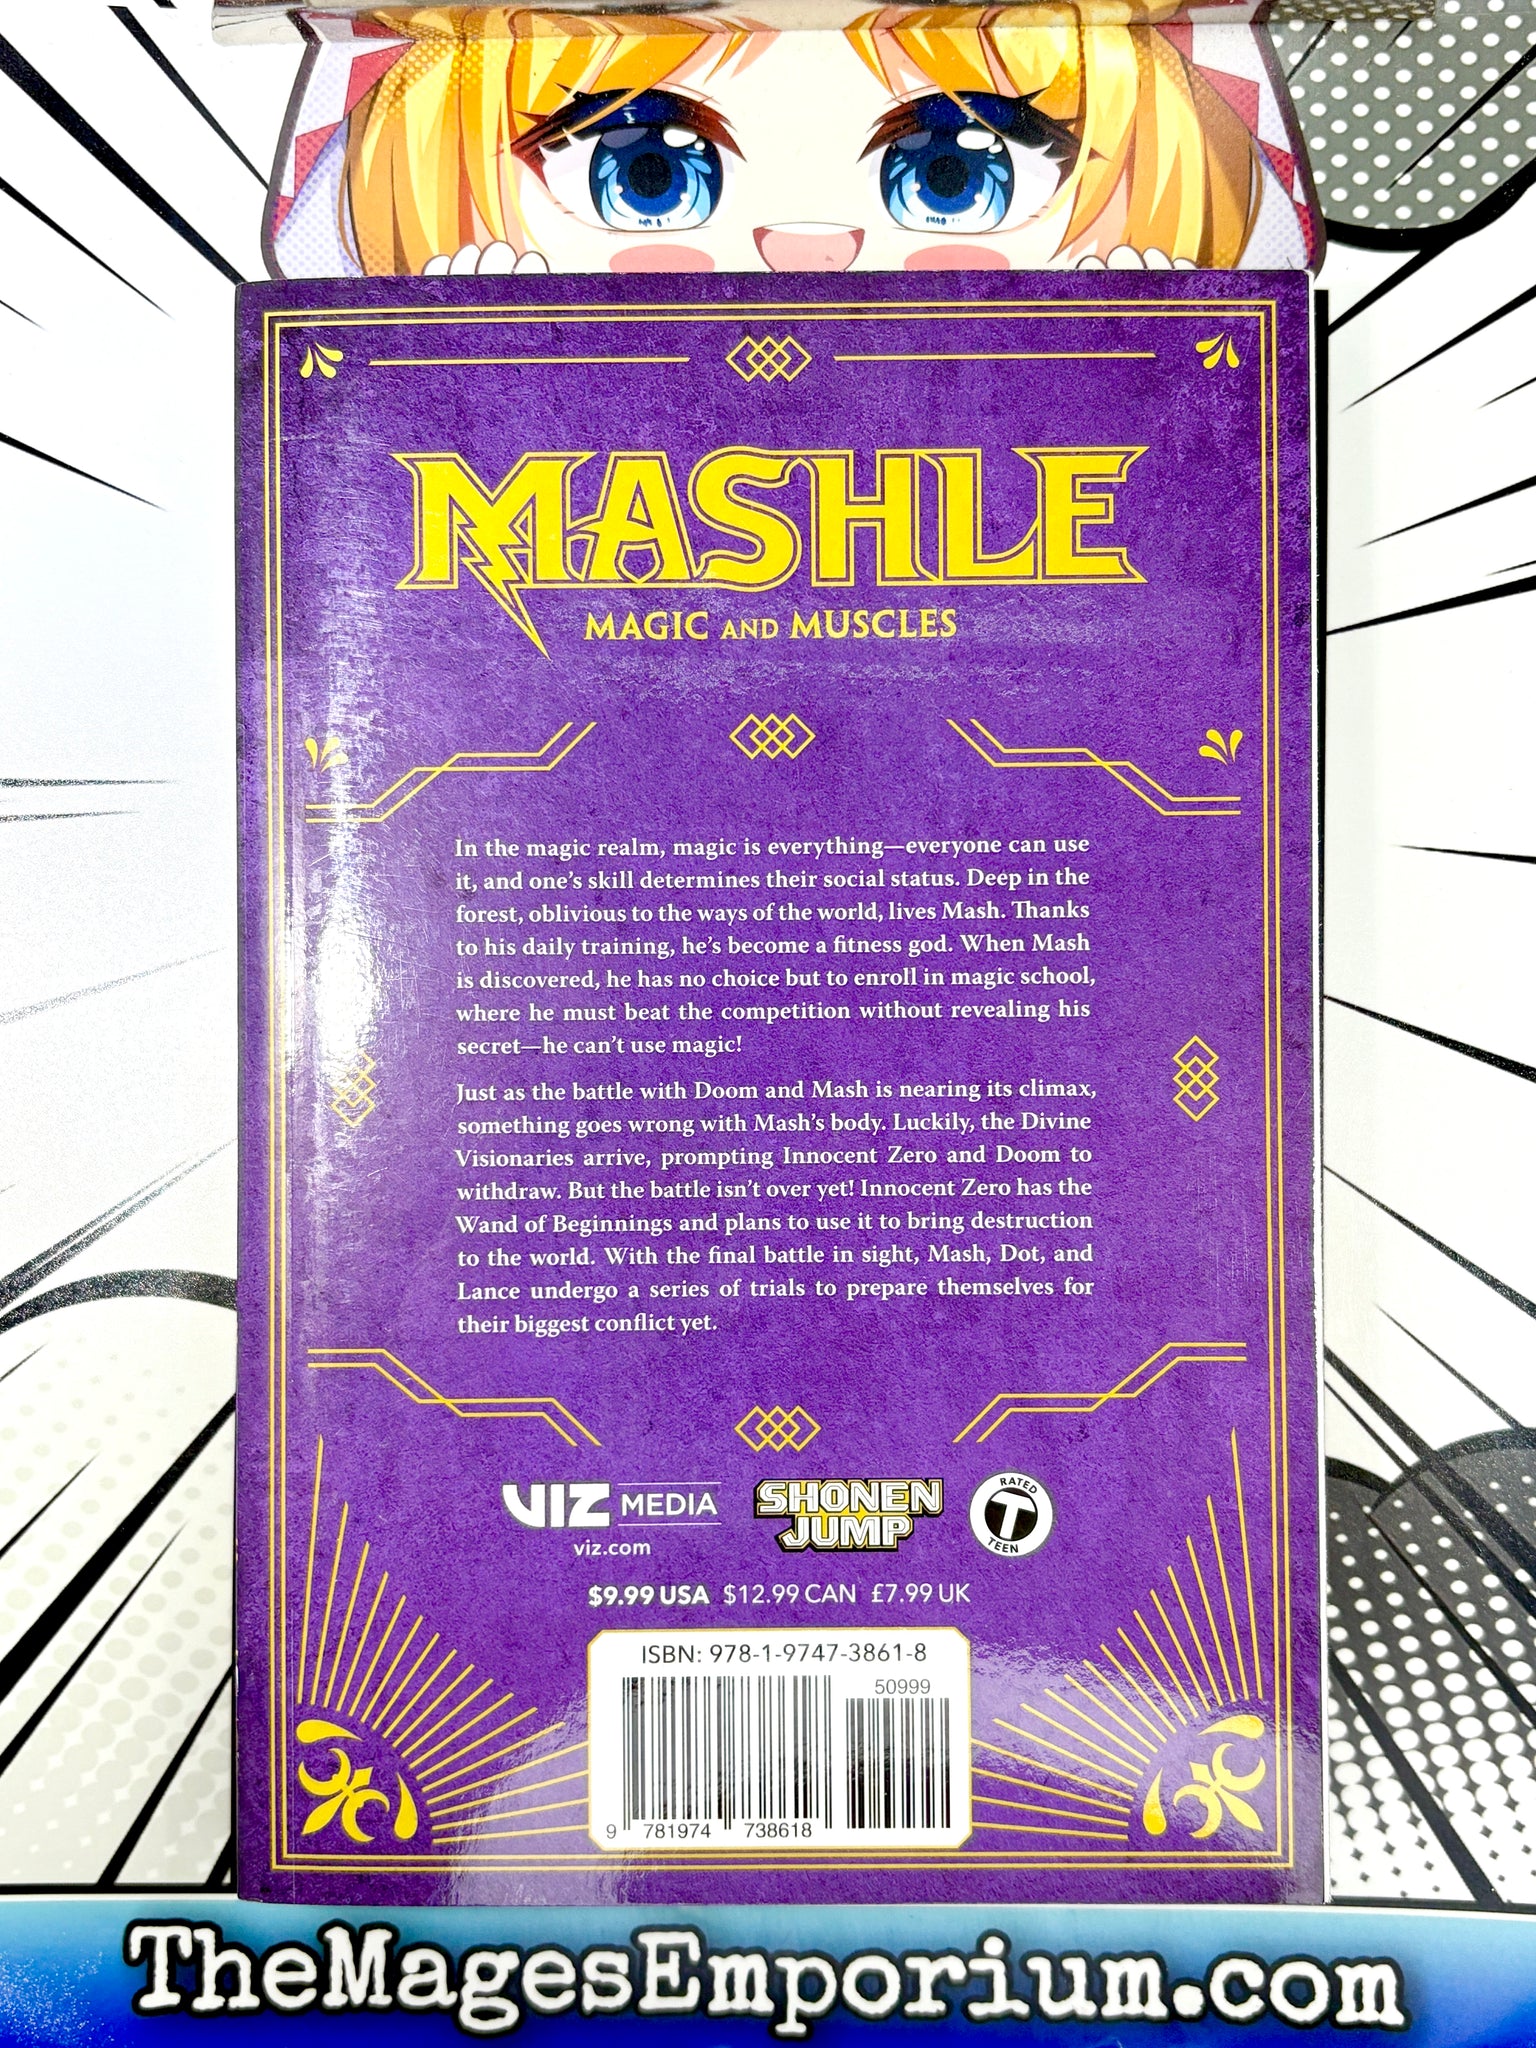 MASHLE
MAGIC AND MUSCLES
In the magic realm, magic is everything—everyone can use
it, and one's skill determines their social status. Deep in the
forest, oblivious to the ways of the world, lives Mash. Thanks
to his daily training, he's become a fitness god. When Mash
is discovered, he has no choice but to enroll in magic school,
where he must beat the competition without revealing his
secret—he can't use magic!
Just as the battle with Doom and Mash is nearing its climax,
something goes wrong with Mash's body. Luckily, the Divine
Visionaries arrive, prompting Innocent Zero and Doom to
withdraw. But the battle isn't over yet! Innocent Zero has the
Wand of Beginnings and plans to use it to bring destruction
to the world. With the final battle in sight, Mash, Dot, and
Lance undergo a series of trials to prepare themselves for
their biggest conflict yet.
VIZ MEDIA
viz.com
SHONEN
JUMP
RATED
T
TEEN
$9.99 USA $12.99 CAN £7.99 UK
ISBN: 978-1-9747-3861-8
50999
9 781974 738618
TheMagesEmporium.com